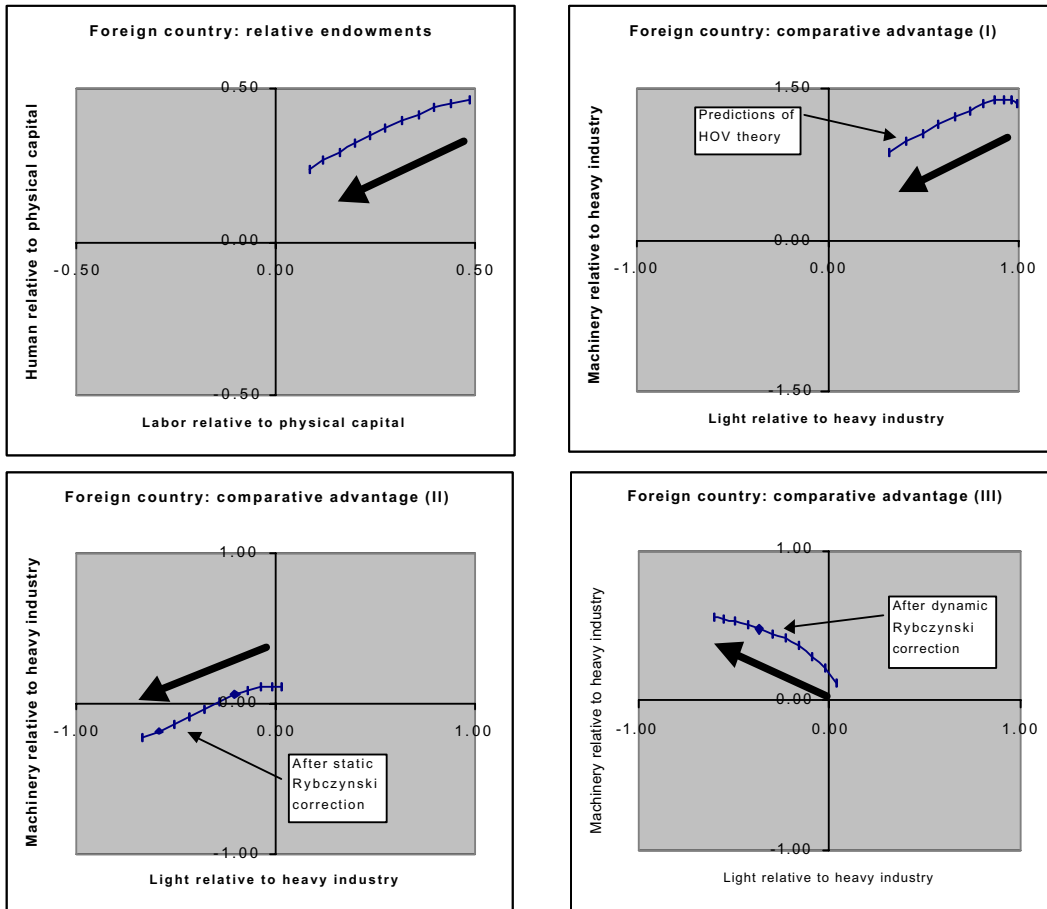 Foreign country: relative endowments
Human relative to physical capital
0.50
0.00
-0.50
0.00
0.50
-0.50
Labor relative to physical capital
Foreign country: comparative advantage (I)
Machinery relative to heavy industry
1.50
Predictions of
HOV theory
0.00
-1.00
0.00
1.00
-1.50
Light relative to heavy industry
Foreign country: comparative advantage (II)
Machinery relative to heavy industry
1.00
0.00
-1.00
0.00
1.00
After static
Rybczynski
correction
-1.00
Light relative to heavy industry
Foreign country: comparative advantage (III)
Machinery relative to heavy industry
1.00
After dynamic
Rybczynski
correction
0.00
-1.00
0.00
1.00
-1.00
Light relative to heavy industry